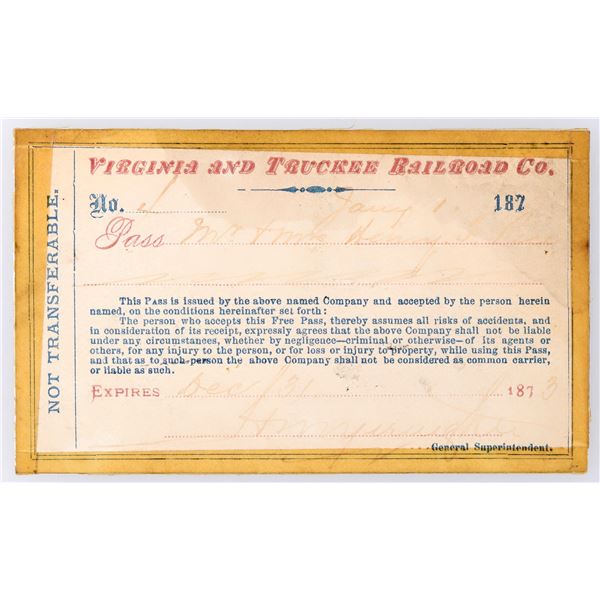 VIRGINIA AND TRUCKEE RAILROAD CO.
NOT TRANSFERABLE.
No. Jany 1 187
Pass Mr & Mrs Henry
This PASS is issued by the above named Company and accepted by the person herein
named, on the conditions hereinafter set forth:
The person who accepts this Free Pass, thereby assumes all risks of accidents, and
in consideration of its receipt, expressly agrees that the above Company shall not be liable
under any circumstances, whether by negligence—criminal or otherwise—of its agents or
others, for any injury to the person, or for loss or injury to property, while using this Pass,
and that as to such person the above Company shall not be considered as common carrier,
or liable as such.
EXPIRES Dec 31 1873
General Superintendent.